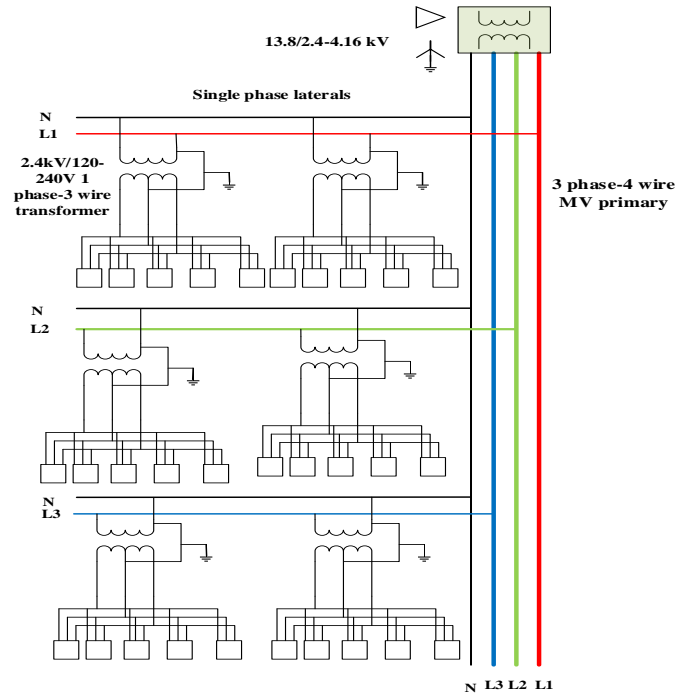 13.8/2.4-4.16 kV
Single phase laterals
N
L1
2.4kV/120-
240V 1
phase-3 wire
transformer
3 phase-4 wire
MV primary
N
L2
N
L3
N L3 L2 L1